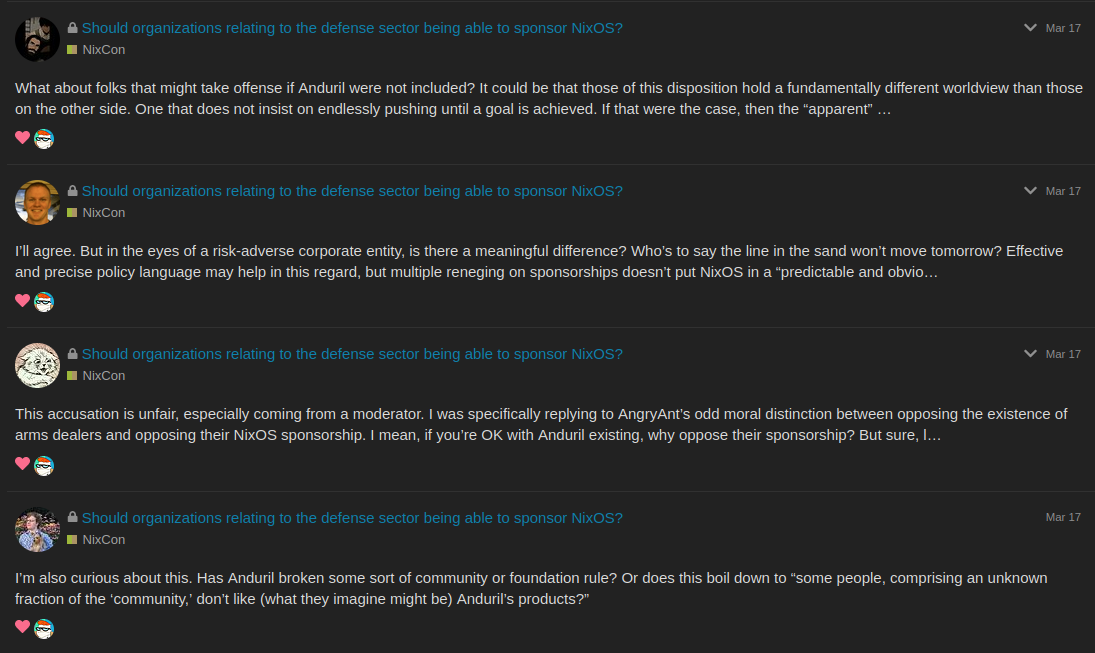 Should organizations relating to the defense sector being able to sponsor NixOS?
Mar 17
NixCon
What about folks that might take offense if Anduril were not included? It could be that those of this disposition hold a fundamentally different worldview than those
on the other side. One that does not insist on endlessly pushing until a goal is achieved. If that were the case, then the “apparent” …
Should organizations relating to the defense sector being able to sponsor NixOS?
Mar 17
NixCon
I’ll agree. But in the eyes of a risk-adverse corporate entity, is there a meaningful difference? Who’s to say the line in the sand won’t move tomorrow? Effective
and precise policy language may help in this regard, but multiple reneging on sponsorships doesn’t put NixOS in a “predictable and obvio…
Should organizations relating to the defense sector being able to sponsor NixOS?
Mar 17
NixCon
This accusation is unfair, especially coming from a moderator. I was specifically replying to AngryAnt’s odd moral distinction between opposing the existence of
arms dealers and opposing their NixOS sponsorship. I mean, if you’re OK with Anduril existing, why oppose their sponsorship? But sure, l…
Should organizations relating to the defense sector being able to sponsor NixOS?
Mar 17
NixCon
I’m also curious about this. Has Anduril broken some sort of community or foundation rule? Or does this boil down to “some people, comprising an unknown
fraction of the ‘community,’ don’t like (what they imagine might be) Anduril’s products?”